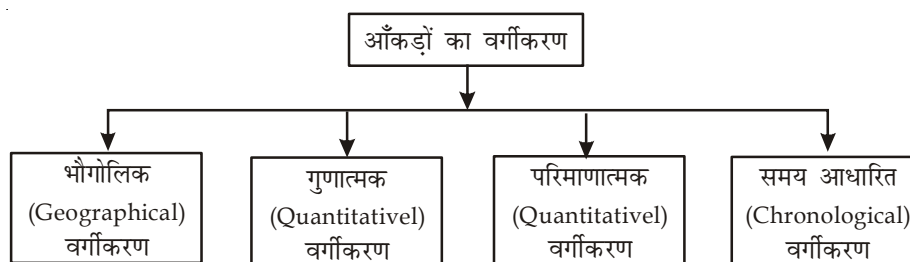 आँकड़ों का वर्गीकरण
भौगोलिक
(Geographical)
वर्गीकरण
गुणात्मक
(Quantitativel)
वर्गीकरण
परिमाणात्मक
(Quantitativel)
वर्गीकरण
समय आधारित
(Chronological)
वर्गीकरण